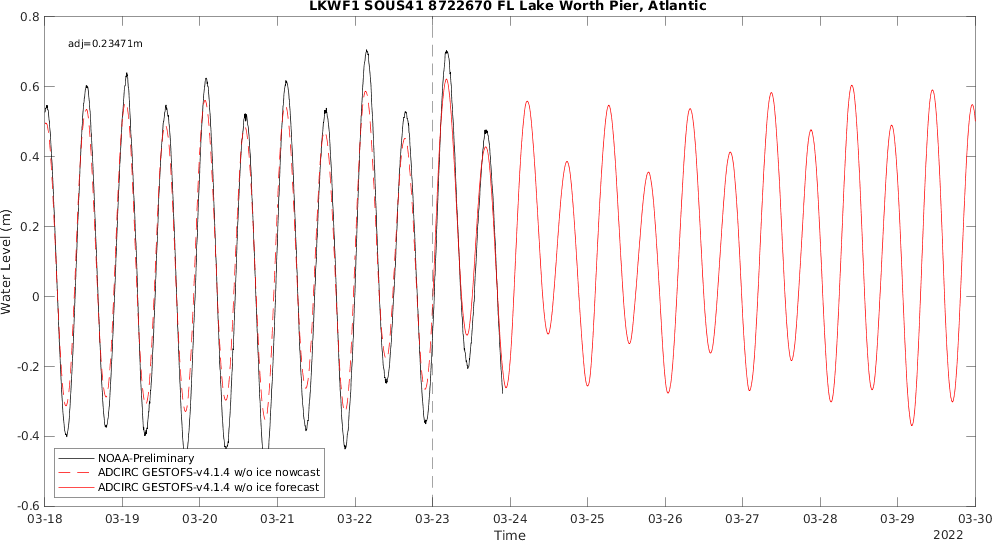 LKWF1 SOUS41 8722670 FL Lake Worth Pier, Atlantic
adj=0.23471m
0.8
0.6
0.4
0.2
0
-0.2
-0.4
-0.6
Water Level (m)
NOAA-Preliminary
ADCIRC GESTOFS-v4.1.4 w/o ice nowcast
ADCIRC GESTOFS-v4.1.4 w/o ice forecast
03-18 03-19 03-20 03-21 03-22 03-23 03-24 03-25 03-26 03-27 03-28 03-29 03-30
Time
2022